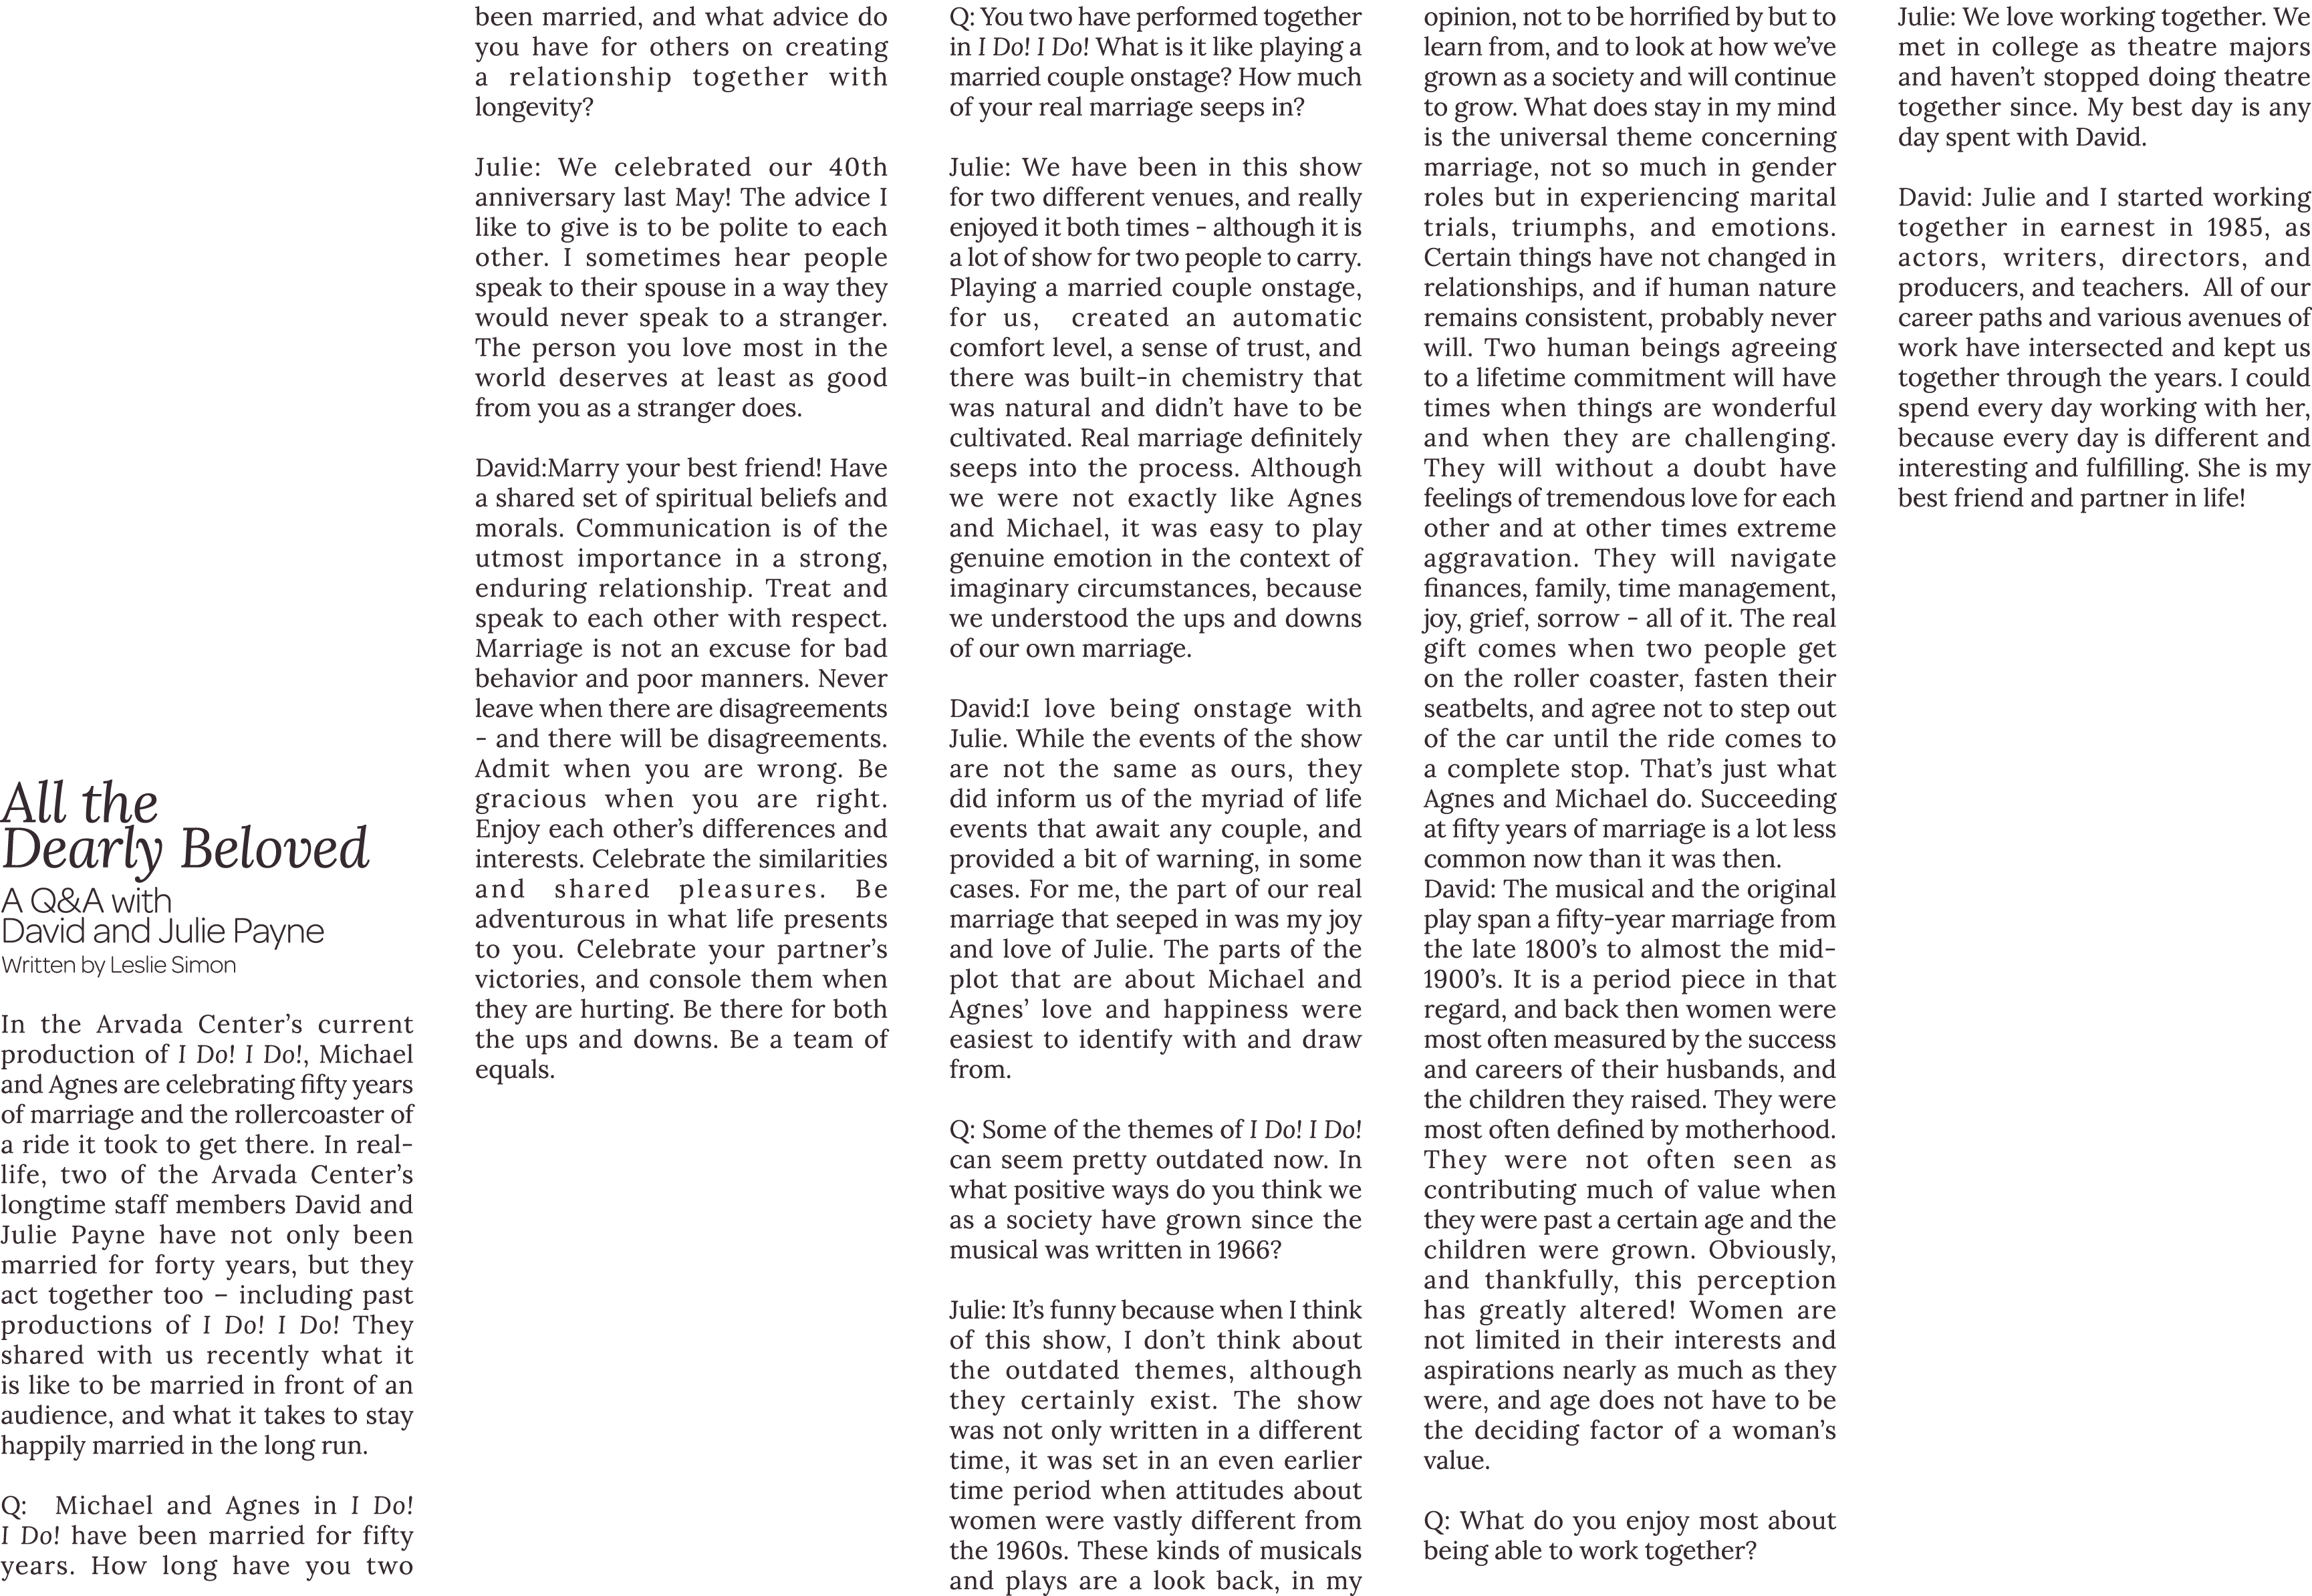 All the
Dearly Beloved
A Q&A with
David and Julie Payne
Written by Leslie Simon
In the Arvada Center's current
production of I Do! I Do!, Michael
and Agnes are celebrating fifty years
of marriage and the rollercoaster of
a ride it took to get there. In real-
life, two of the Arvada Center's
longtime staff members David and
Julie Payne have not only been
married for forty years, but they
act together too – including past
productions of I Do! I Do! They
shared with us recently what it
is like to be married in front of an
audience, and what it takes to stay
happily married in the long run.
Q: Michael and Agnes in I Do!
I Do! have been married for fifty
years. How long have you two
been married, and what advice do
you have for others on creating
a relationship together with
longevity?
Julie: We celebrated our 40th
anniversary last May! The advice I
like to give is to be polite to each
other. I sometimes hear people
speak to their spouse in a way they
would never speak to a stranger.
The person you love most in the
world deserves at least as good
from you as a stranger does.
David:Marry your best friend! Have
a shared set of spiritual beliefs and
morals. Communication is of the
utmost importance in a strong,
enduring relationship. Treat and
speak to each other with respect.
Marriage is not an excuse for bad
behavior and poor manners. Never
leave when there are disagreements
- and there will be disagreements.
Admit when you are wrong. Be
gracious when you are right.
Enjoy each other's differences and
interests. Celebrate the similarities
and shared pleasures. Be
adventurous in what life presents
to you. Celebrate your partner's
victories, and console them when
they are hurting. Be there for both
the ups and downs. Be a team of
equals.
Q: You two have performed together
in I Do! I Do! What is it like playing a
married couple onstage? How much
of your real marriage seeps in?
Julie: We have been in this show
for two different venues, and really
enjoyed it both times - although it is
a lot of show for two people to carry.
Playing a married couple onstage,
for us, created an automatic
comfort level, a sense of trust, and
there was built-in chemistry that
was natural and didn't have to be
cultivated. Real marriage definitely
seeps into the process. Although
we were not exactly like Agnes
and Michael, it was easy to play
genuine emotion in the context of
imaginary circumstances, because
we understood the ups and downs
of our own marriage.
David:I love being onstage with
Julie. While the events of the show
are not the same as ours, they
did inform us of the myriad of life
events that await any couple, and
provided a bit of warning, in some
cases. For me, the part of our real
marriage that seeped in was my joy
and love of Julie. The parts of the
plot that are about Michael and
Agnes' love and happiness were
easiest to identify with and draw
from.
Q: Some of the themes of I Do! I Do!
can seem pretty outdated now. In
what positive ways do you think we
as a society have grown since the
musical was written in 1966?
Julie: It's funny because when I think
of this show, I don't think about
the outdated themes, although
they certainly exist. The show
was not only written in a different
time, it was set in an even earlier
time period when attitudes about
women were vastly different from
the 1960s. These kinds of musicals
and plays are a look back, in my
opinion, not to be horrified by but to
learn from, and to look at how we've
grown as a society and will continue
to grow. What does stay in my mind
is the universal theme concerning
marriage, not so much in gender
roles but in experiencing marital
trials, triumphs, and emotions.
Certain things have not changed in
relationships, and if human nature
remains consistent, probably never
will. Two human beings agreeing
to a lifetime commitment will have
times when things are wonderful
and when they are challenging.
They will without a doubt have
feelings of tremendous love for each
other and at other times extreme
aggravation. They will navigate
finances, family, time management,
joy, grief, sorrow - all of it. The real
gift comes when two people get
on the roller coaster, fasten their
seatbelts, and agree not to step out
of the car until the ride comes to
a complete stop. That's just what
Agnes and Michael do. Succeeding
at fifty years of marriage is a lot less
common now than it was then.
David: The musical and the original
play span a fifty-year marriage from
the late 1800's to almost the mid-
1900's. It is a period piece in that
regard, and back then women were
most often measured by the success
and careers of their husbands, and
the children they raised. They were
most often defined by motherhood.
They were not often seen as
contributing much of value when
they were past a certain age and the
children were grown. Obviously,
and thankfully, this perception
has greatly altered! Women are
not limited in their interests and
aspirations nearly as much as they
were, and age does not have to be
the deciding factor of a woman's
value.
Q: What do you enjoy most about
being able to work together?
Julie: We love working together. We
met in college as theatre majors
and haven't stopped doing theatre
together since. My best day is any
day spent with David.
David: Julie and I started working
together in earnest in 1985, as
actors, writers, directors, and
producers, and teachers. All of our
career paths and various avenues of
work have intersected and kept us
together through the years. I could
spend every day working with her,
because every day is different and
interesting and fulfilling. She is my
best friend and partner in life!